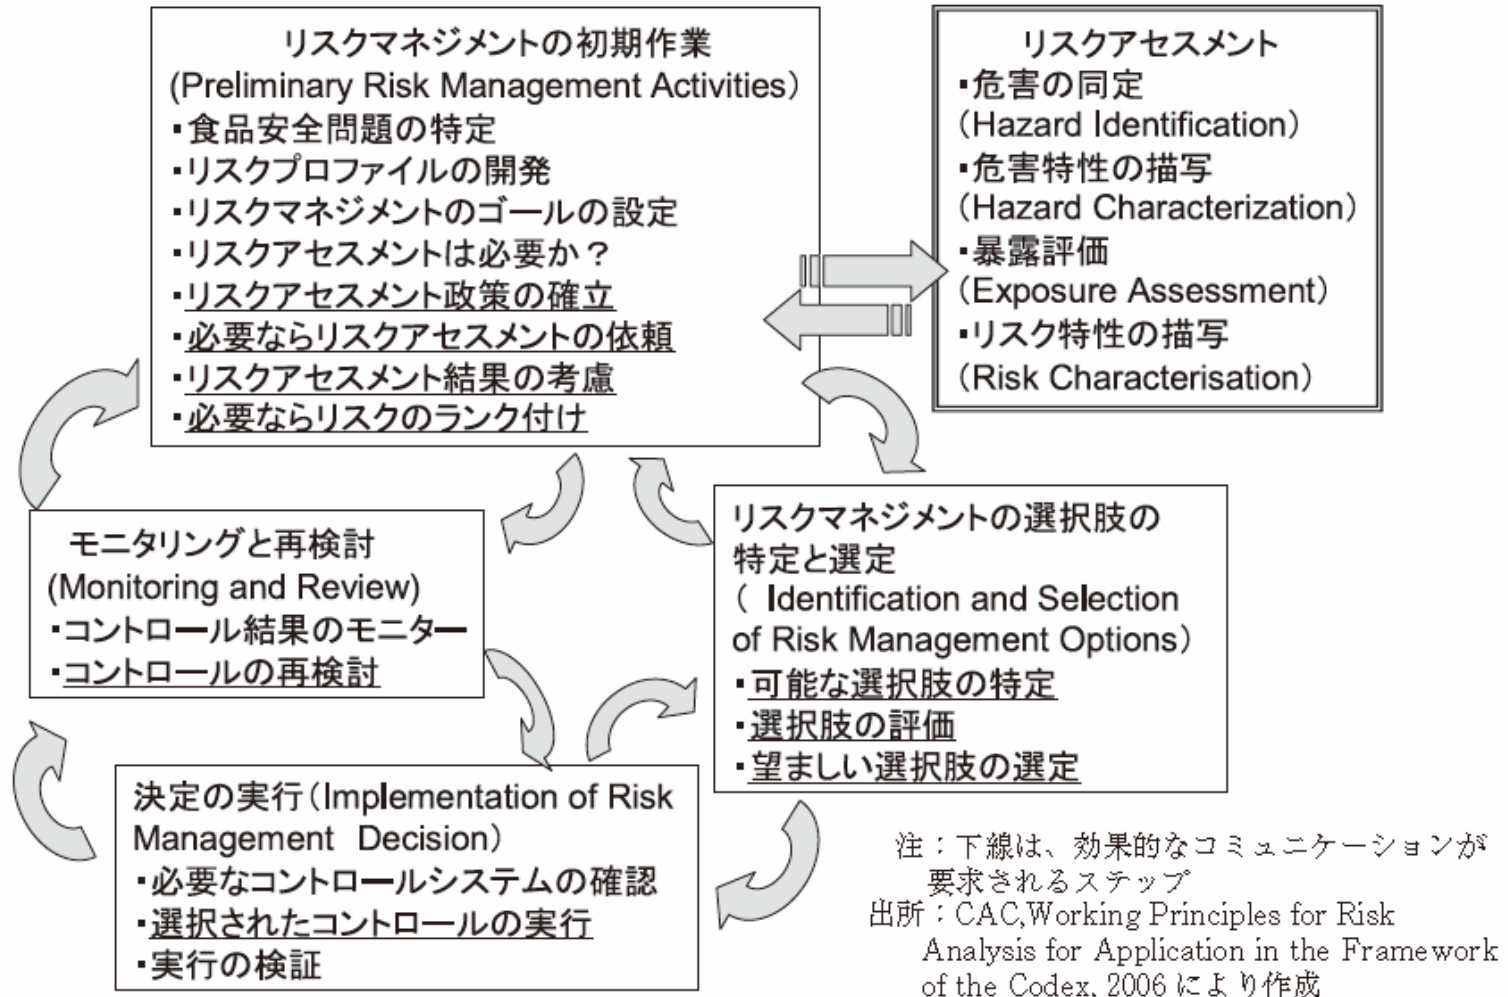 リスクマネジメントの初期作業
(Preliminary Risk Management Activities)
・食品安全問題の特定
・リスクプロファイルの開発
・リスクマネジメントのゴールの設定
・リスクアセスメントは必要か？
・リスクアセスメント政策の確立
・必要ならリスクアセスメントの依頼
・リスクアセスメント結果の考慮
・必要ならリスクのランク付け
リスクアセスメント
・危害の同定
（Hazard Identification）
・危害特性の描写
（Hazard Characterization）
・暴露評価
（Exposure Assessment）
・リスク特性の描写
（Risk Characterisation）
モニタリングと再検討
(Monitoring and Review)
・コントロール結果のモニター
・コントロールの再検討
リスクマネジメントの選択肢の
特定と選定
（ Identification and Selection
of Risk Management Options）
・可能な選択肢の特定
・選択肢の評価
・望ましい選択肢の選定
決定の実行（Implementation of Risk
Management Decision）
・必要なコントロールシステムの確認
・選択されたコントロールの実行
・実行の検証
注：下線は、効果的なコミュニケーションが
要求されるステップ
出所：CAC,Working Principles for Risk
Analysis for Application in the Framework
of the Codex, 2006 により作成